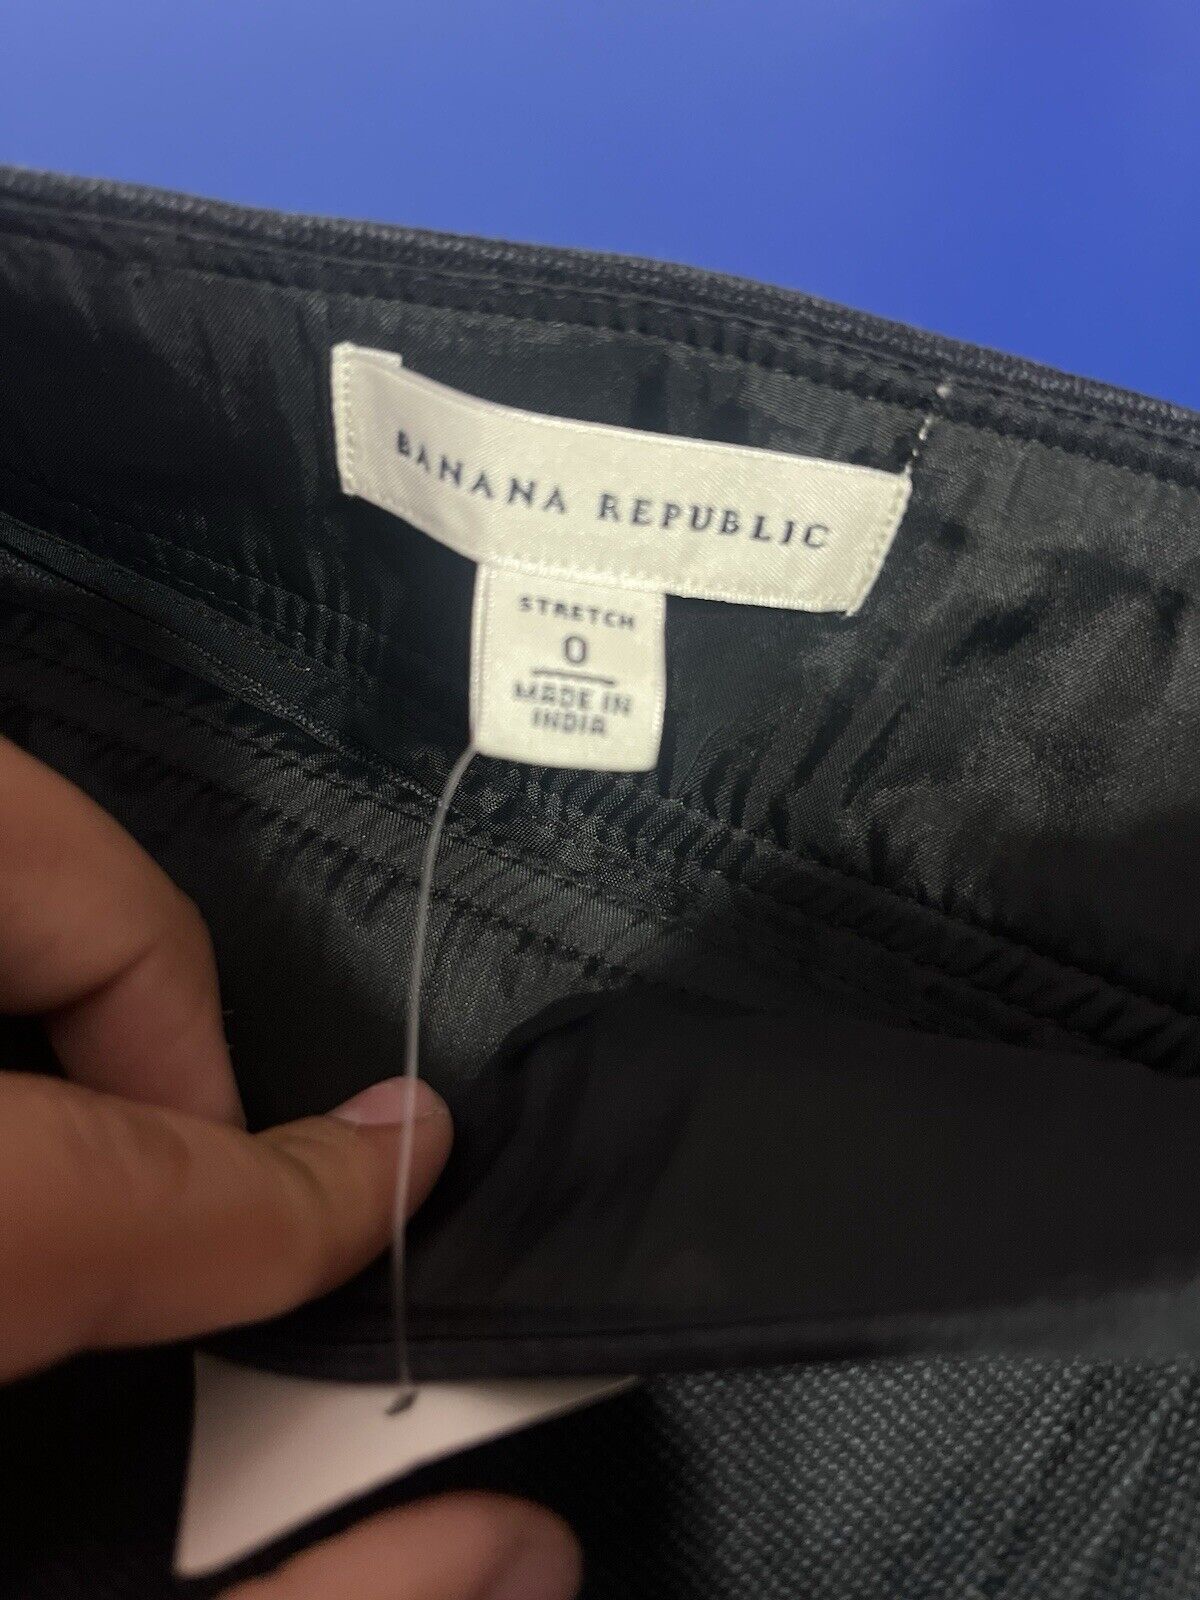 BANANA REPUBLIC
STRETCH
0
MADE IN
INDIA